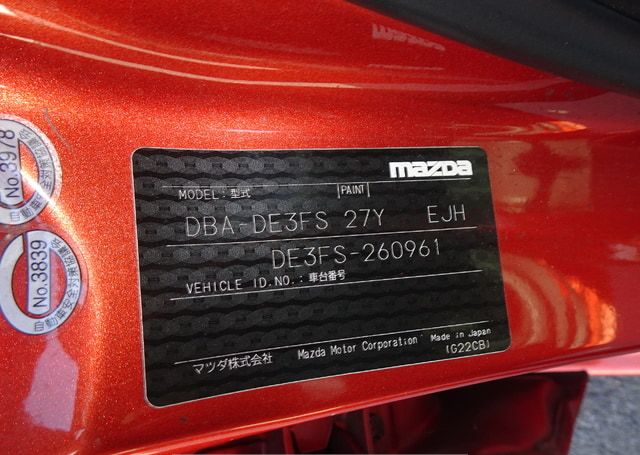 mazda
MODEL:型式 PAINT
DBA-DE3FS 27Y EJH
DE3FS-260961
VEHICLE ID.NO.:車台番号
マツダ株式会社 Mazda Motor Corporation Made in Japan
(G22CB)
No.3978
No.3839